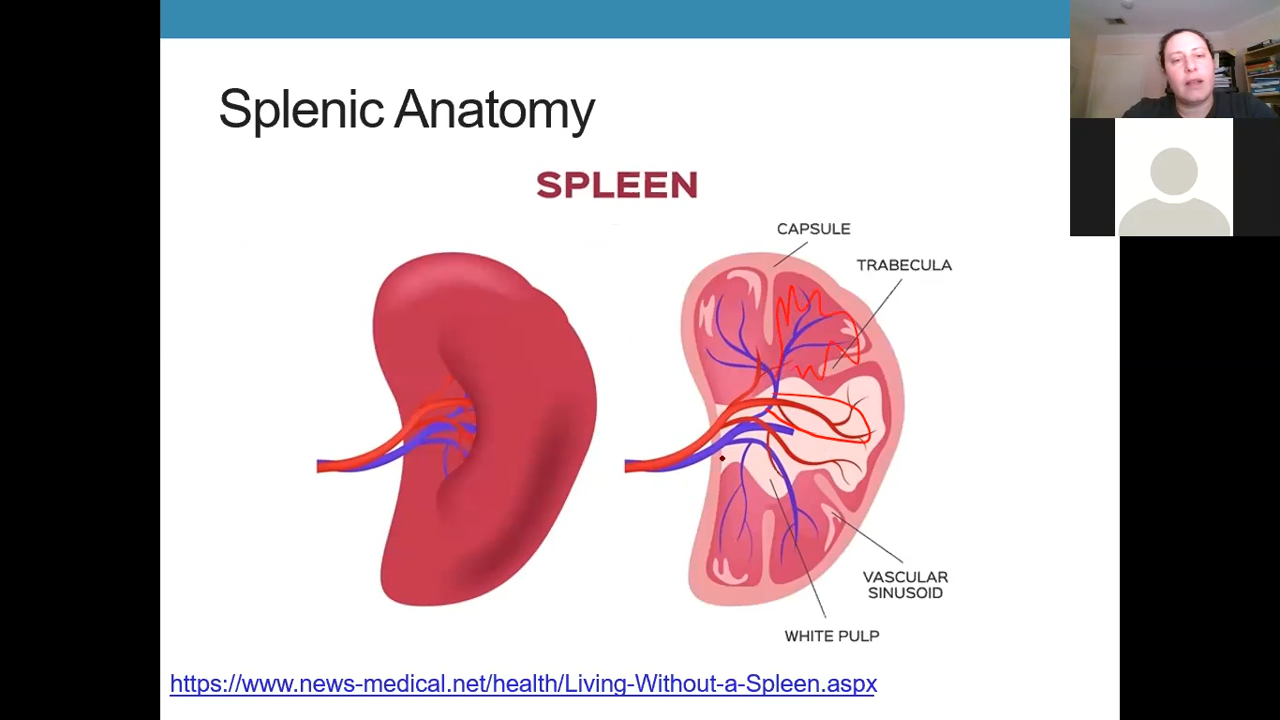 Splenic Anatomy
SPLEEN
CAPSULE
TRABECULA
VASCULAR
SINUSOID
WHITE PULP
https://www.news-medical.net/health/Living-Without-a-Spleen.aspx